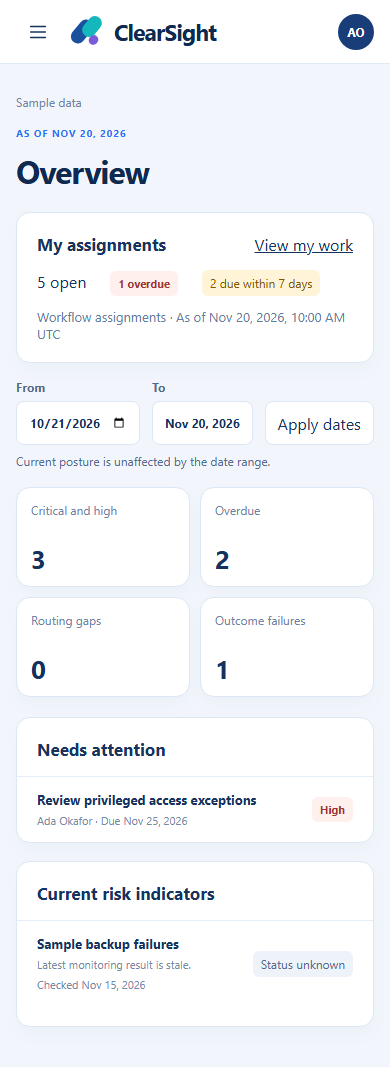 ClearSight
AO
Sample data
AS OF NOV 20, 2026
Overview
My assignments
View my work
5 open
1 overdue
2 due within 7 days
Workflow assignments · As of Nov 20, 2026, 10:00 AM
UTC
From
To
10/21/2026
Nov 20, 2026
Apply dates
Current posture is unaffected by the date range.
Critical and high
Overdue
3
2
Routing gaps
Outcome failures
0
1
Needs attention
Review privileged access exceptions
Ada Okafor · Due Nov 25, 2026
High
Current risk indicators
Sample backup failures
Latest monitoring result is stale.
Checked Nov 15, 2026
Status unknown